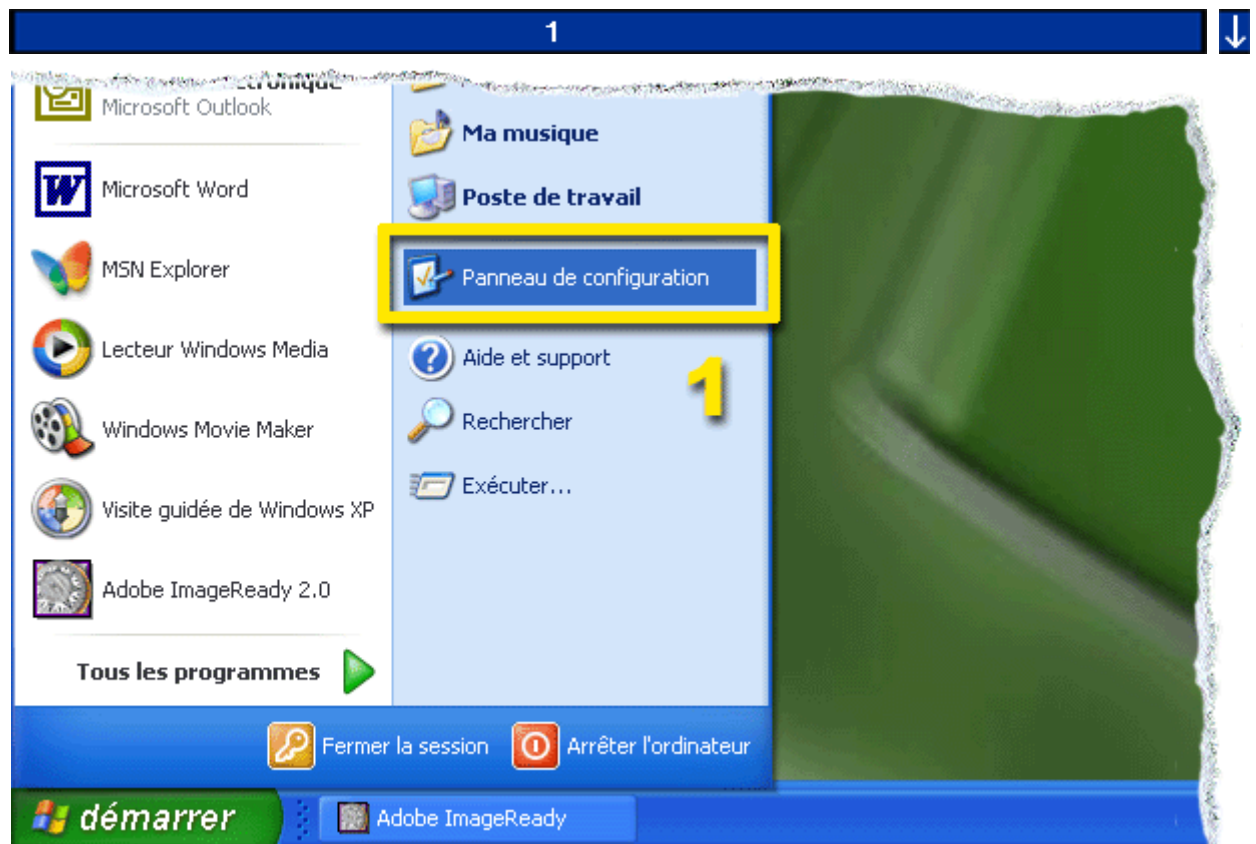 1
électronique
Microsoft Outlook
Microsoft Word
MSN Explorer
Lecteur Windows Media
Windows Movie Maker
Visite guidée de Windows XP
Adobe ImageReady 2.0
Tous les programmes
Ma musique
Poste de travail
Panneau de configuration
1
Aide et support
Rechercher
Exécuter...
Fermer la session
Arrêter l'ordinateur
démarrer
Adobe ImageReady